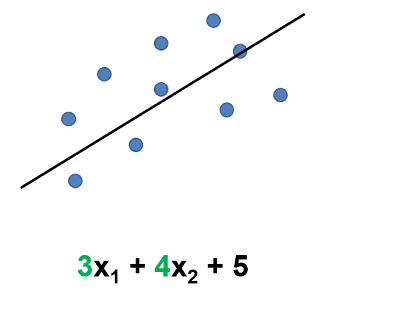 3x₁ + 4x₂ + 5